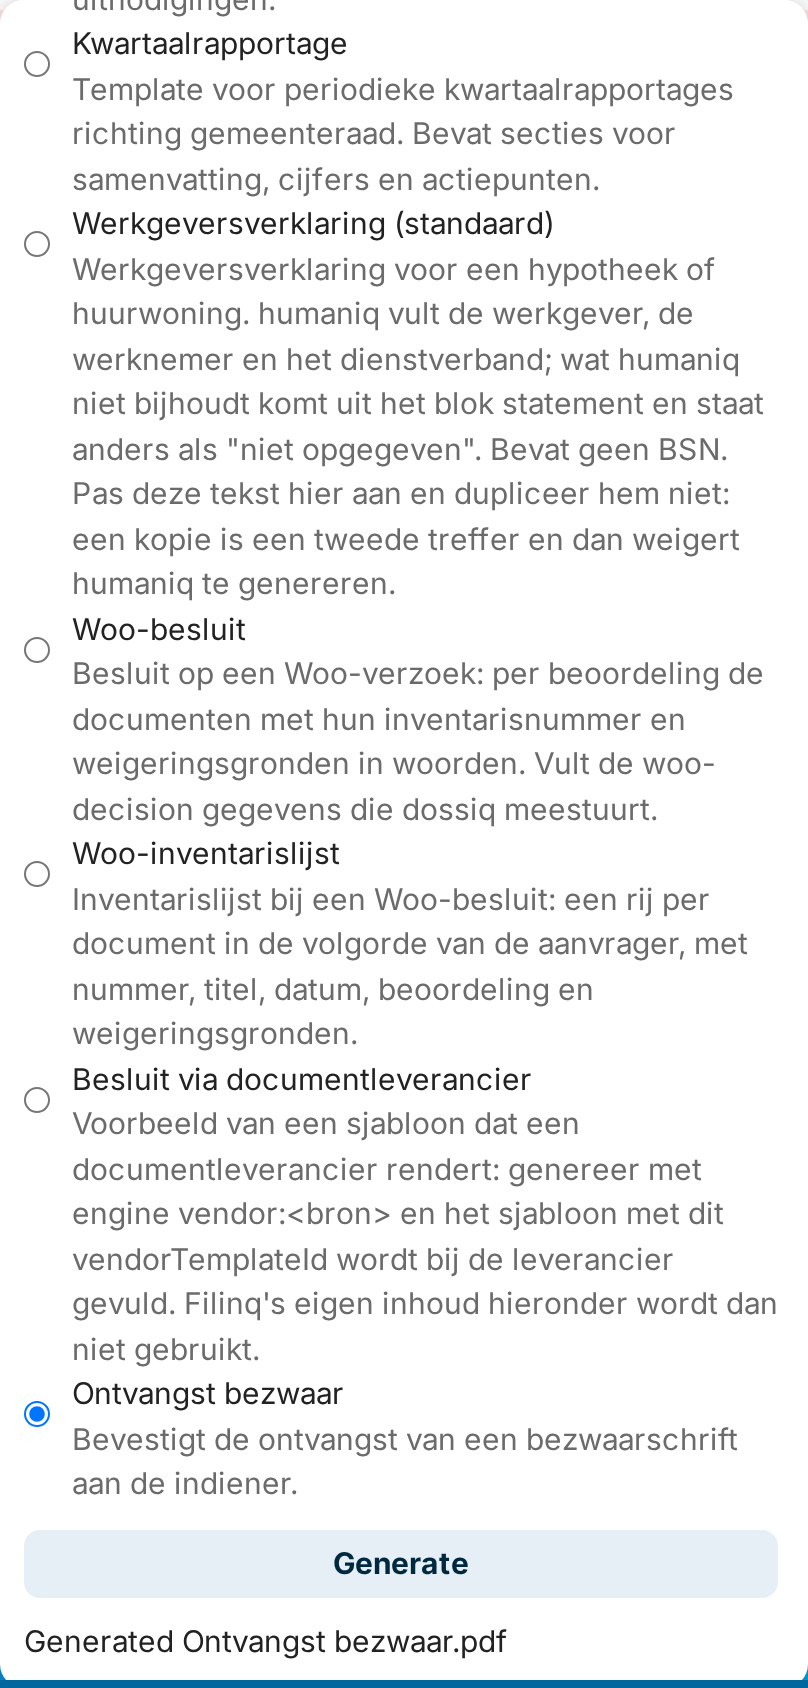 uitnodigingen.
Kwartaalrapportage
Template voor periodieke kwartaalrapportages
richting gemeenteraad. Bevat secties voor
samenvatting, cijfers en actiepunten.
Werkgeversverklaring (standaard)
Werkgeversverklaring voor een hypotheek of
huurwoning. humaniq vult de werkgever, de
werknemer en het dienstverband; wat humaniq
niet bijhoudt komt uit het blok statement en staat
anders als "niet opgegeven". Bevat geen BSN.
Pas deze tekst hier aan en dupliceer hem niet:
een kopie is een tweede treffer en dan weigert
humaniq te genereren.
Woo-besluit
Besluit op een Woo-verzoek: per beoordeling de
documenten met hun inventarisnummer en
weigeringsgronden in woorden. Vult de woo-
decision gegevens die dossiq meestuurt.
Woo-inventarislijst
Inventarislijst bij een Woo-besluit: een rij per
document in de volgorde van de aanvrager, met
nummer, titel, datum, beoordeling en
weigeringsgronden.
Besluit via documentleverancier
Voorbeeld van een sjabloon dat een
documentleverancier rendert: genereer met
engine vendor:<bron> en het sjabloon met dit
vendorTemplateId wordt bij de leverancier
gevuld. Filinq's eigen inhoud hieronder wordt dan
niet gebruikt.
Ontvangst bezwaar
Bevestigt de ontvangst van een bezwaarschrift
aan de indiener.
Generate
Generated Ontvangst bezwaar.pdf